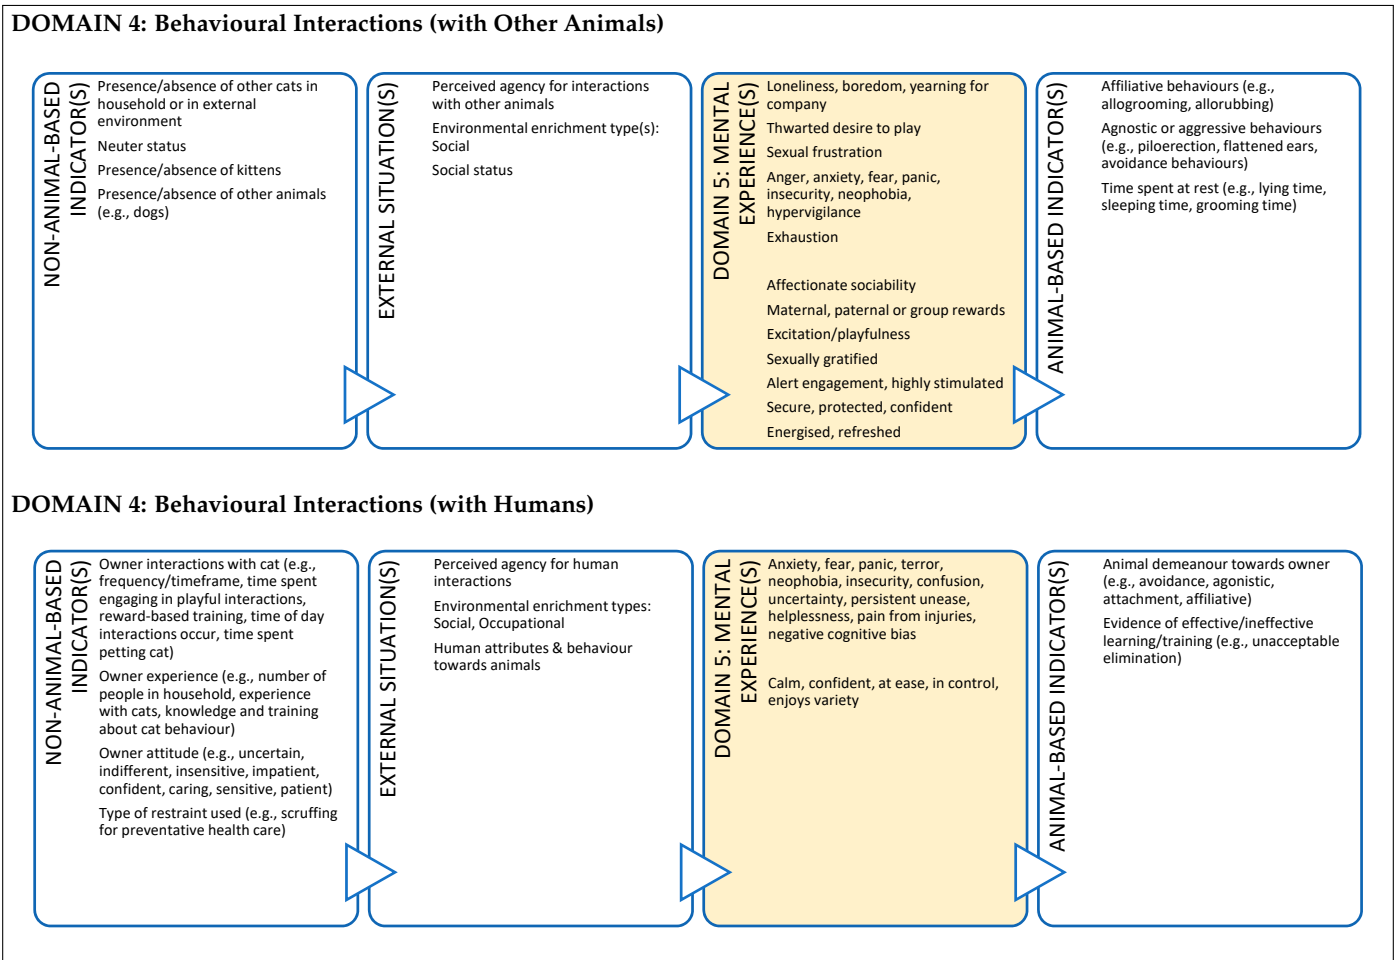 DOMAIN 4: Behavioural Interactions (with Other Animals)
NON-ANIMAL-BASED
INDICATOR(S)
Presence/absence of other cats in
household or in external
environment
Neuter status
Presence/absence of kittens
Presence/absence of other animals
(e.g., dogs)
EXTERNAL SITUATION(S)
Perceived agency for interactions
with other animals
Environmental enrichment type(s):
Social
Social status
DOMAIN 5: MENTAL
EXPERIENCE(S)
Loneliness, boredom, yearning for
company
Thwarted desire to play
Sexual frustration
Anger, anxiety, fear, panic,
insecurity, neophobia,
hypervigilance
Exhaustion
Affectionate sociability
Maternal, paternal or group rewards
Excitation/playfulness
Sexually gratified
Alert engagement, highly stimulated
Secure, protected, confident
Energised, refreshed
ANIMAL-BASED INDICATOR(S)
Affiliative behaviours (e.g.,
allogrooming, allorubbing)
Agnostic or aggressive behaviours
(e.g., piloerection, flattened ears,
avoidance behaviours)
Time spent at rest (e.g., lying time,
sleeping time, grooming time)
DOMAIN 4: Behavioural Interactions (with Humans)
NON-ANIMAL-BASED
INDICATOR(S)
Owner interactions with cat (e.g.,
frequency/timeframe, time spent
engaging in playful interactions,
reward-based training, time of day
interactions occur, time spent
petting cat)
Owner experience (e.g., number of
people in household, experience
with cats, knowledge and training
about cat behaviour)
Owner attitude (e.g., uncertain,
indifferent, insensitive, impatient,
confident, caring, sensitive, patient)
Type of restraint used (e.g., scruffing
for preventative health care)
EXTERNAL SITUATION(S)
Perceived agency for human
interactions
Environmental enrichment types:
Social, Occupational
Human attributes & behaviour
towards animals
DOMAIN 5: MENTAL
EXPERIENCE(S)
Anxiety, fear, panic, terror,
neophobia, insecurity, confusion,
uncertainty, persistent unease,
helplessness, pain from injuries,
negative cognitive bias
Calm, confident, at ease, in control,
enjoys variety
ANIMAL-BASED INDICATOR(S)
Animal demeanour towards owner
(e.g., avoidance, agonistic,
attachment, affiliative)
Evidence of effective/ineffective
learning/training (e.g., unacceptable
elimination)